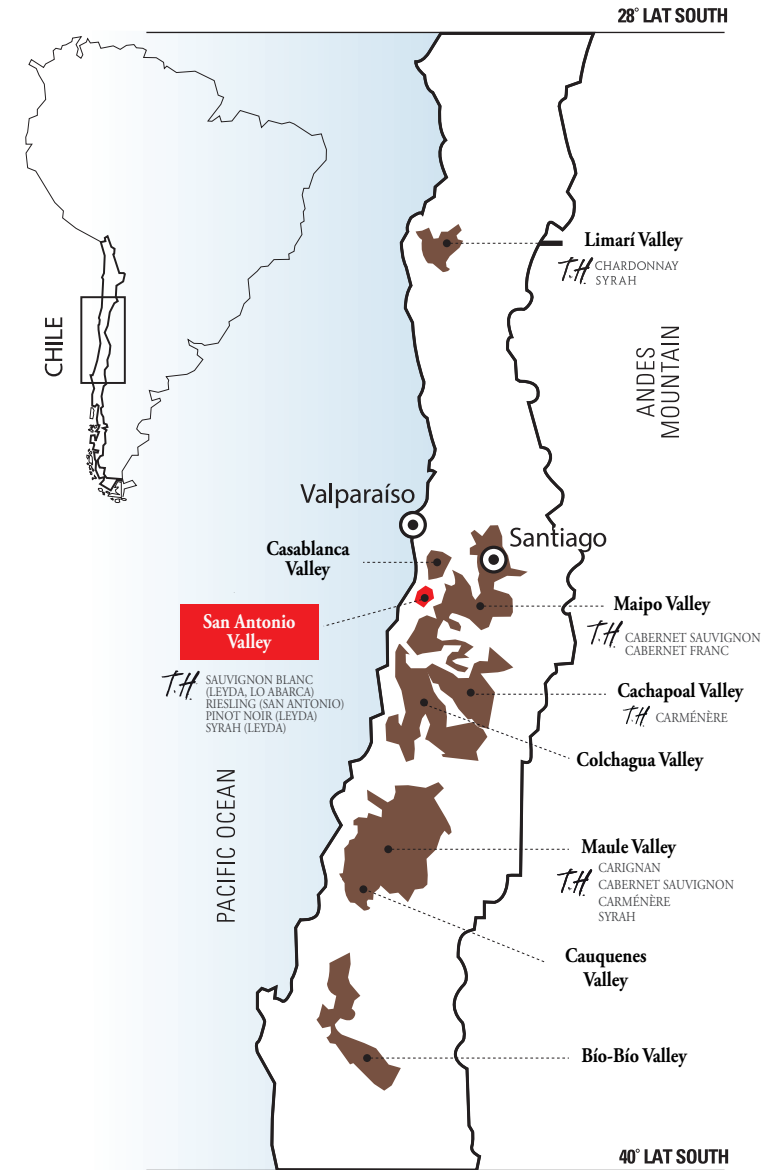 28° LAT SOUTH
Limarí Valley
T.H. CHARDONNAY
SYRAH
CHILE
ANDES
MOUNTAIN
Valparaíso
Santiago
Casablanca
Valley
San Antonio
Valley
T.H. SAUVIGNON BLANC
(LEYDA, LO ABARCA)
RIESLING (SAN ANTONIO)
PINOT NOIR (LEYDA)
SYRAH (LEYDA)
Maipo Valley
T.H. CABERNET SAUVIGNON
CABERNET FRANC
Cachapoal Valley
T.H. CARMÉNÈRE
Colchagua Valley
PACIFIC OCEAN
Maule Valley
T.H. CARIGNAN
CABERNET SAUVIGNON
CARMÉNÈRE
SYRAH
Cauquenes
Valley
Bío-Bío Valley
40° LAT SOUTH